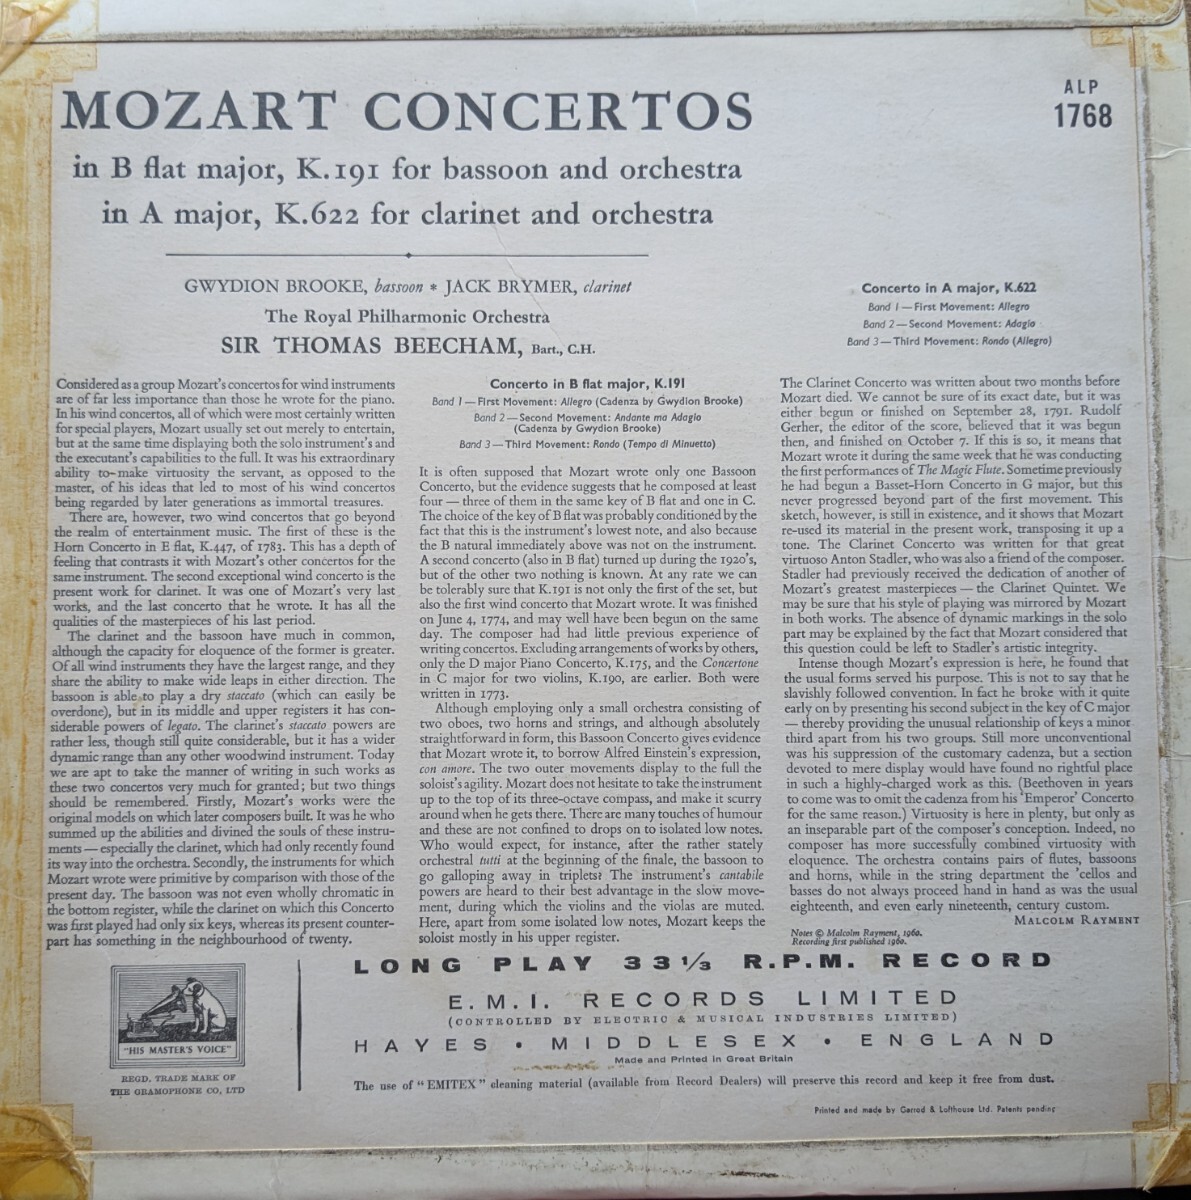 MOZART CONCERTOS
in B flat major, K.191 for bassoon and orchestra
in A major, K.622 for clarinet and orchestra
ALP
1768
GWYDION BROOKE, bassoon * JACK BRYMER, clarinet
The Royal Philharmonic Orchestra
SIR THOMAS BEECHAM, Bart., C.H.
Considered as a group Mozart's concertos for wind instruments
are of far less importance than those he wrote for the piano.
In his wind concertos, all of which were most certainly written
for special players, Mozart usually set out merely to entertain,
but at the same time displaying both the solo instrument's and
the executant's capabilities to the full. It was his extraordinary
ability to make virtuosity the servant, as opposed to the
master, of his ideas that led to most of his wind concertos
being regarded by later generations as immortal treasures.
There are, however, two wind concertos that go beyond
the realm of entertainment music. The first of these is the
Horn Concerto in E flat, K.447, of 1783. This has a depth of
feeling that contrasts it with Mozart's other concertos for the
same instrument. The second exceptional wind concerto is the
present work for clarinet. It was one of Mozart's very last
works, and the last concerto that he wrote. It has all the
qualities of the masterpieces of his last period.
The clarinet and the bassoon have much in common,
although the capacity for eloquence of the former is greater.
Of all wind instruments they have the largest range, and they
share the ability to make wide leaps in either direction. The
bassoon is able to play a dry staccato (which can easily be
overdone), but in its middle and upper registers it has con-
siderable powers of legato. The clarinet's staccato powers are
rather less, though still quite considerable, but it has a wider
dynamic range than any other woodwind instrument. Today
we are apt to take the manner of writing in such works as
these two concertos very much for granted; but two things
should be remembered. Firstly, Mozart's works were the
original models on which later composers built. It was he who
summed up the abilities and divined the souls of these instru-
ments — especially the clarinet, which had only recently found
its way into the orchestra. Secondly, the instruments for which
Mozart wrote were primitive by comparison with those of the
present day. The bassoon was not even wholly chromatic in
the bottom register, while the clarinet on which this Concerto
was first played had only six keys, whereas its present counter-
part has something in the neighbourhood of twenty.
Concerto in B flat major, K.191
Band 1—First Movement: Allegro (Cadenza by Gwydion Brooke)
Band 2—Second Movement: Andante ma Adagio
(Cadenza by Gwydion Brooke)
Band 3—Third Movement: Rondo (Tempo di Minuetto)
It is often supposed that Mozart wrote only one Bassoon
Concerto, but the evidence suggests that he composed at least
four — three of them in the same key of B flat and one in C.
The choice of the key of B flat was probably conditioned by the
fact that this is the instrument's lowest note, and also because
the B natural immediately above was not on the instrument.
A second concerto (also in B flat) turned up during the 1920's,
but of the other two nothing is known. At any rate we can
be tolerably sure that K.191 is not only the first of the set, but
also the first wind concerto that Mozart wrote. It was finished
on June 4, 1774, and may well have been begun on the same
day. The composer had had little previous experience of
writing concertos. Excluding arrangements of works by others,
only the D major Piano Concerto, K.175, and the Concertone
in C major for two violins, K.190, are earlier. Both were
written in 1773.
Although employing only a small orchestra consisting of
two oboes, two horns and strings, and although absolutely
straightforward in form, this Bassoon Concerto gives evidence
that Mozart wrote it, to borrow Alfred Einstein's expression,
con amore. The two outer movements display to the full the
soloist's agility. Mozart does not hesitate to take the instrument
up to the top of its three-octave compass, and make it scurry
around when he gets there. There are many touches of humour
and these are not confined to drops on to isolated low notes.
Who would expect, for instance, after the rather stately
orchestral tutti at the beginning of the finale, the bassoon to
go galloping away in triplets? The instrument's cantabile
powers are heard to their best advantage in the slow move-
ment, during which the violins and the violas are muted.
Here, apart from some isolated low notes, Mozart keeps the
soloist mostly in his upper register.
Concerto in A major, K.622
Band 1—First Movement: Allegro
Band 2—Second Movement: Adagio
Band 3—Third Movement: Rondo (Allegro)
The Clarinet Concerto was written about two months before
Mozart died. We cannot be sure of its exact date, but it was
either begun or finished on September 28, 1791. Rudolf
Gerher, the editor of the score, believed that it was begun
then, and finished on October 7. If this is so, it means that
Mozart wrote it during the same week that he was conducting
the first performances of The Magic Flute. Sometime previously
he had begun a Basset-Horn Concerto in G major, but this
never progressed beyond part of the first movement. This
sketch, however, is still in existence, and it shows that Mozart
re-used its material in the present work, transposing it up a
tone. The Clarinet Concerto was written for that great
virtuoso Anton Stadler, who was also a friend of the composer.
Stadler had previously received the dedication of another of
Mozart's greatest masterpieces — the Clarinet Quintet. We
may be sure that his style of playing was mirrored by Mozart
in both works. The absence of dynamic markings in the solo
part may be explained by the fact that Mozart considered that
this question could be left to Stadler's artistic integrity.
Intense though Mozart's expression is here, he found that
the usual forms served his purpose. This is not to say that he
slavishly followed convention. In fact he broke with it quite
early on by presenting his second subject in the key of C major
— thereby providing the unusual relationship of keys a minor
third apart from his two groups. Still more unconventional
was his suppression of the customary cadenza, but a section
devoted to mere display would have found no rightful place
in such a highly-charged work as this. (Beethoven in years
to come was to omit the cadenza from his 'Emperor' Concerto
for the same reason.) Virtuosity is here in plenty, but only as
an inseparable part of the composer's conception. Indeed, no
composer has more successfully combined virtuosity with
eloquence. The orchestra contains pairs of flutes, bassoons
and horns, while in the string department the 'cellos and
basses do not always proceed hand in hand as was the usual
eighteenth, and even early nineteenth, century custom.
MALCOLM RAYMENT
Notes © Malcolm Rayment, 1960.
Recording first published 1960.
LONG PLAY 33⅓ R.P.M. RECORD
E.M.I. RECORDS LIMITED
(CONTROLLED BY ELECTRIC & MUSICAL INDUSTRIES LIMITED)
HAYES • MIDDLESEX • ENGLAND
Made and Printed in Great Britain
The use of "EMITEX" cleaning material (available from Record Dealers) will preserve this record and keep it free from dust.
Printed and made by Garrod & Lofthouse Ltd. Patents pending
"HIS MASTER'S VOICE"
REGD. TRADE MARK OF
THE GRAMOPHONE CO, LTD